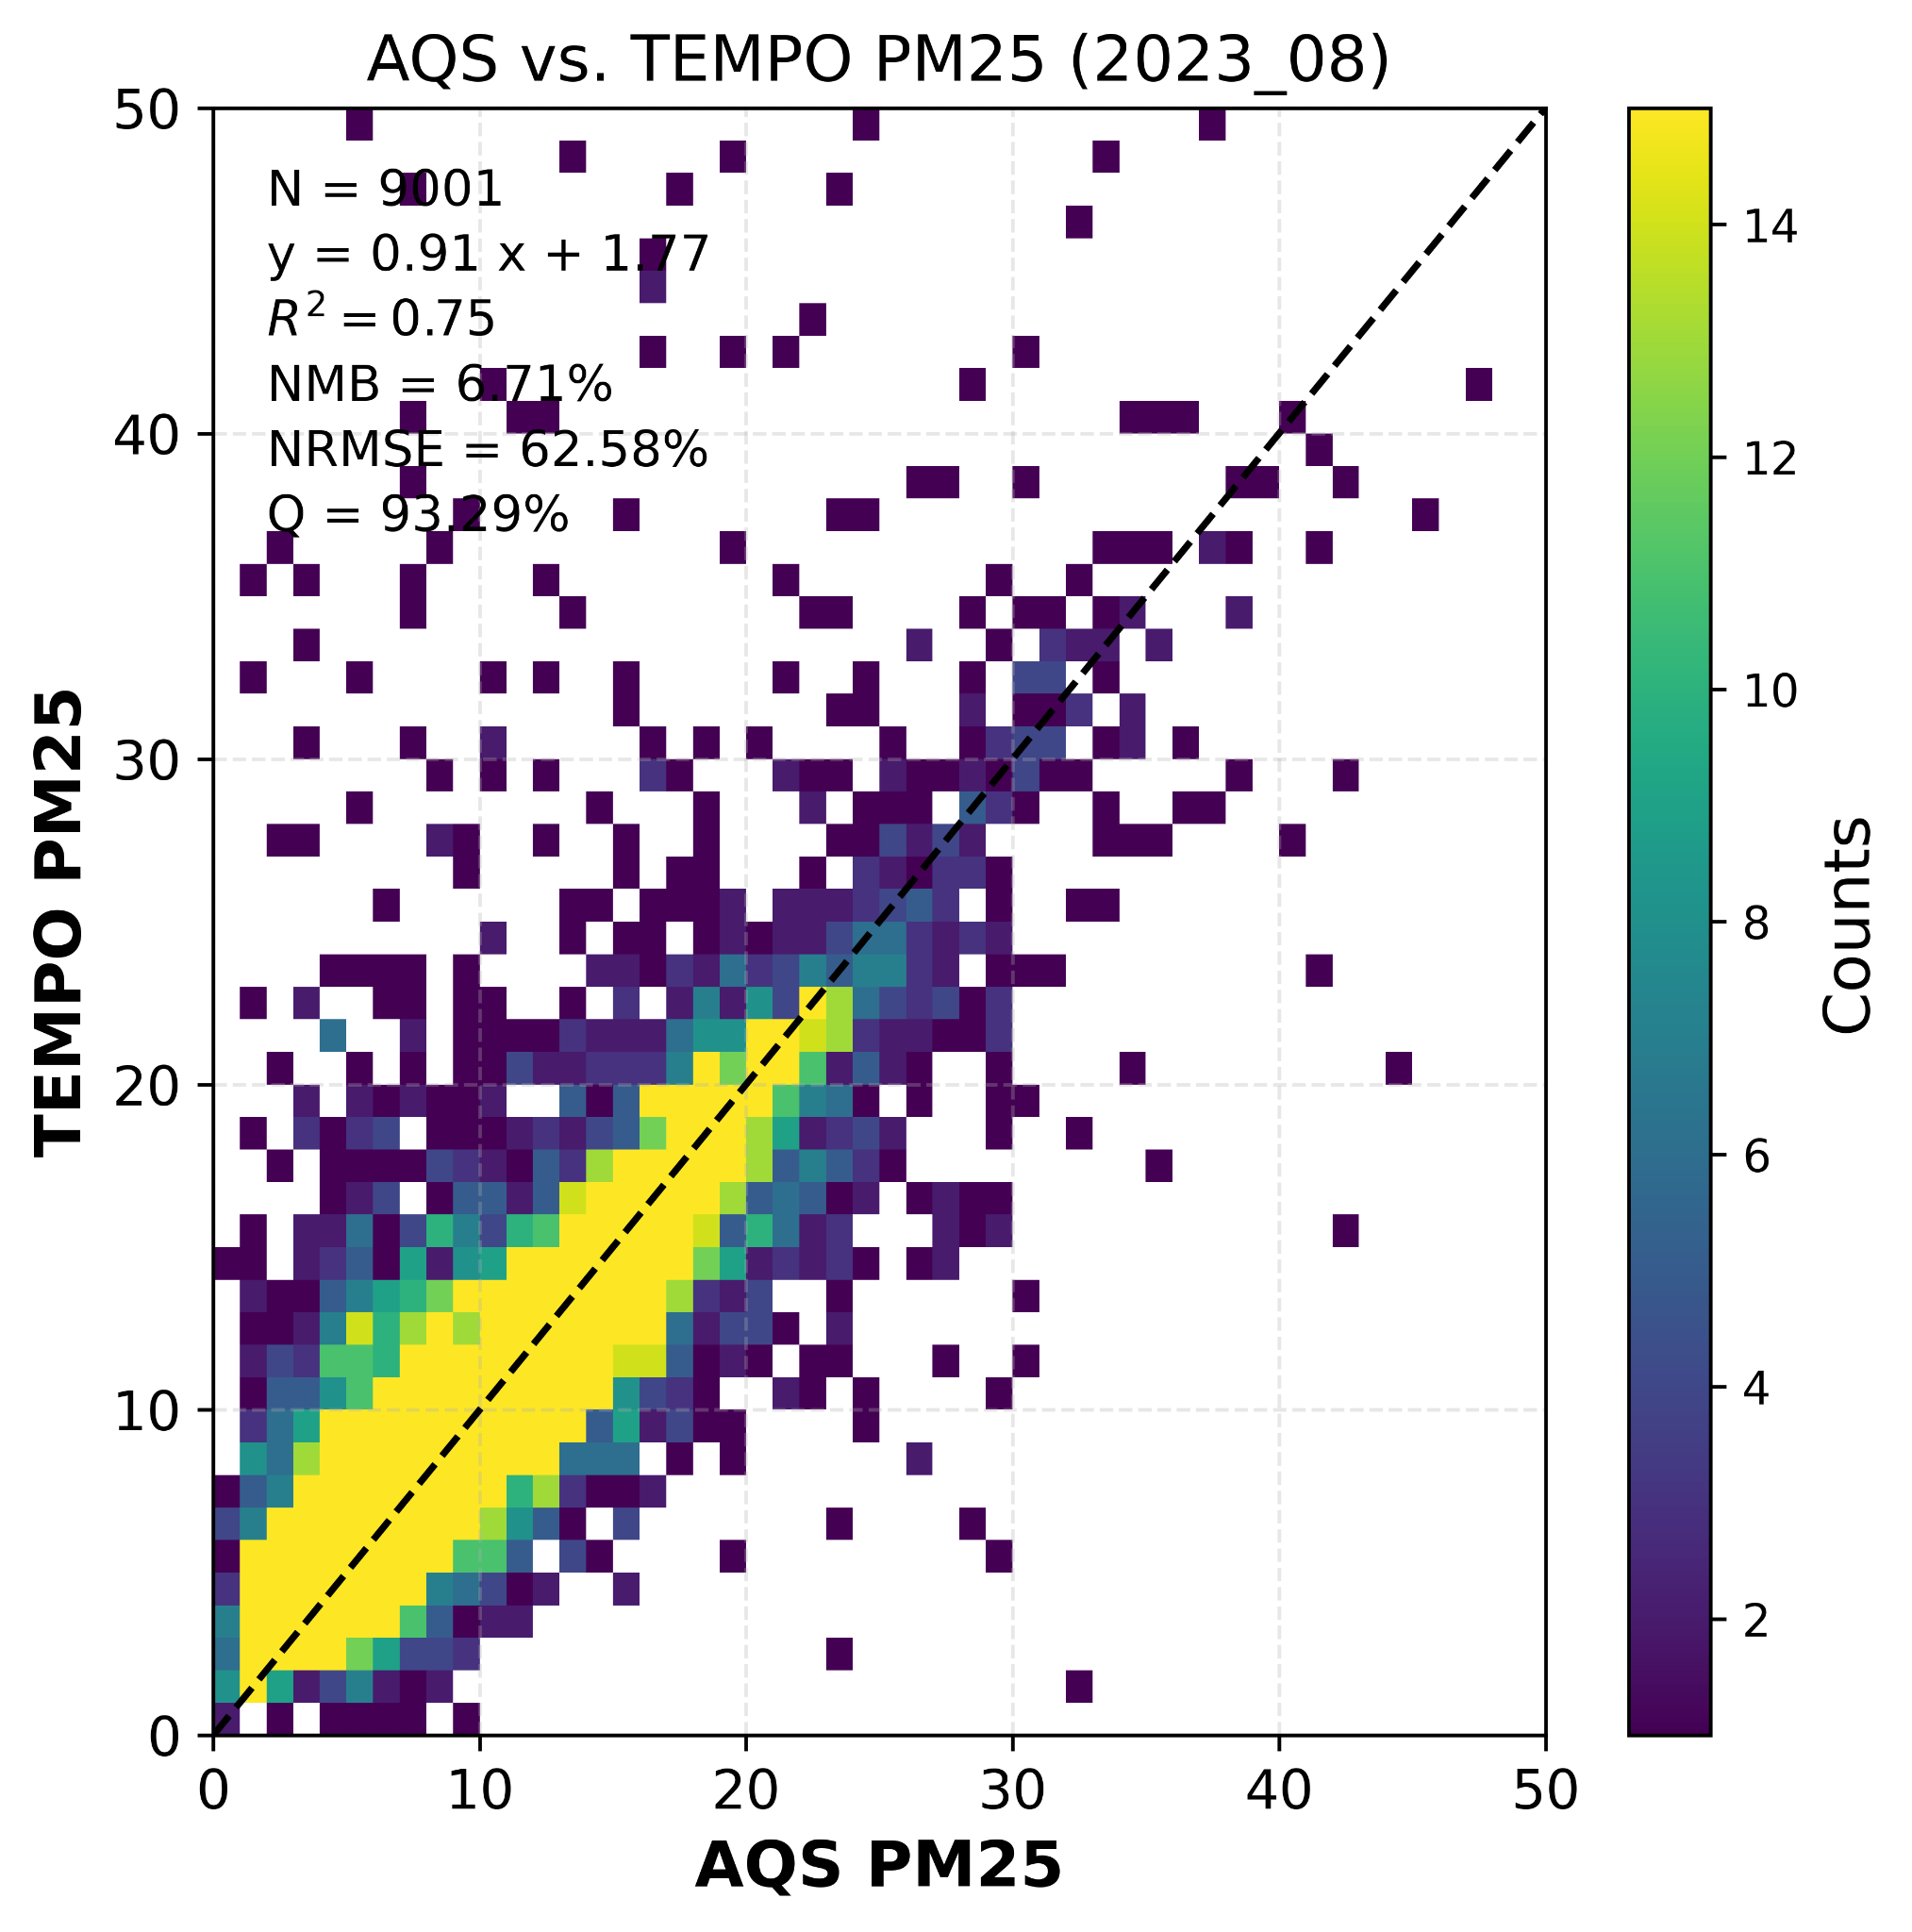 AQS vs. TEMPO PM25 (2023_08)
50
40
30
20
10
0
TEMPO PM25
N = 9001
y = 0.91 x + 1.77
R² = 0.75
NMB = 6.71%
NRMSE = 62.58%
Q = 93.29%
0 10 20 30 40 50
AQS PM25
14
12
10
8
6
4
2
Counts